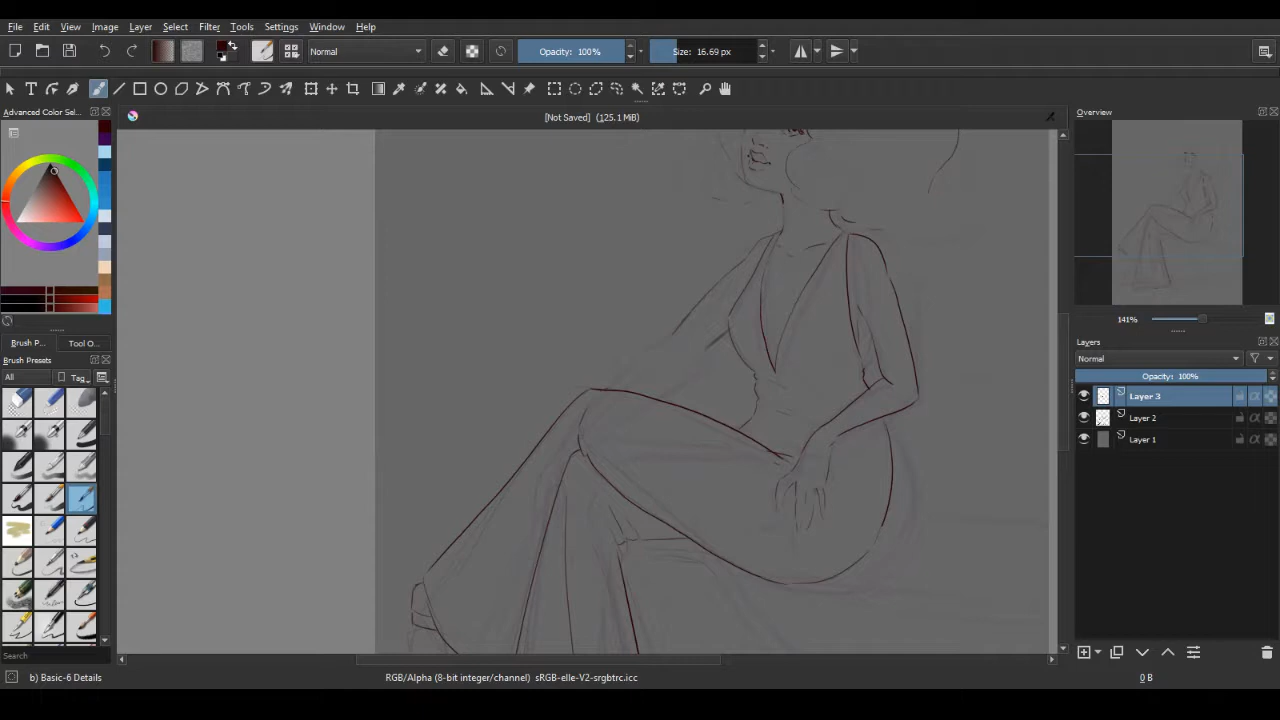 File Edit View Image Layer Select Filter Tools Settings Window Help
Normal Opacity: 100% Size: 16.69 px
Advanced Color Sel...
[Not Saved] (125.1 MiB)
Overview
141%
Layers
Normal
Opacity: 100%
Layer 3
Layer 2
Layer 1
Brush P... Tool O...
Brush Presets
All Tag
Search
b) Basic-6 Details
RGB/Alpha (8-bit integer/channel) sRGB-elle-V2-srgbtrc.icc
0 B